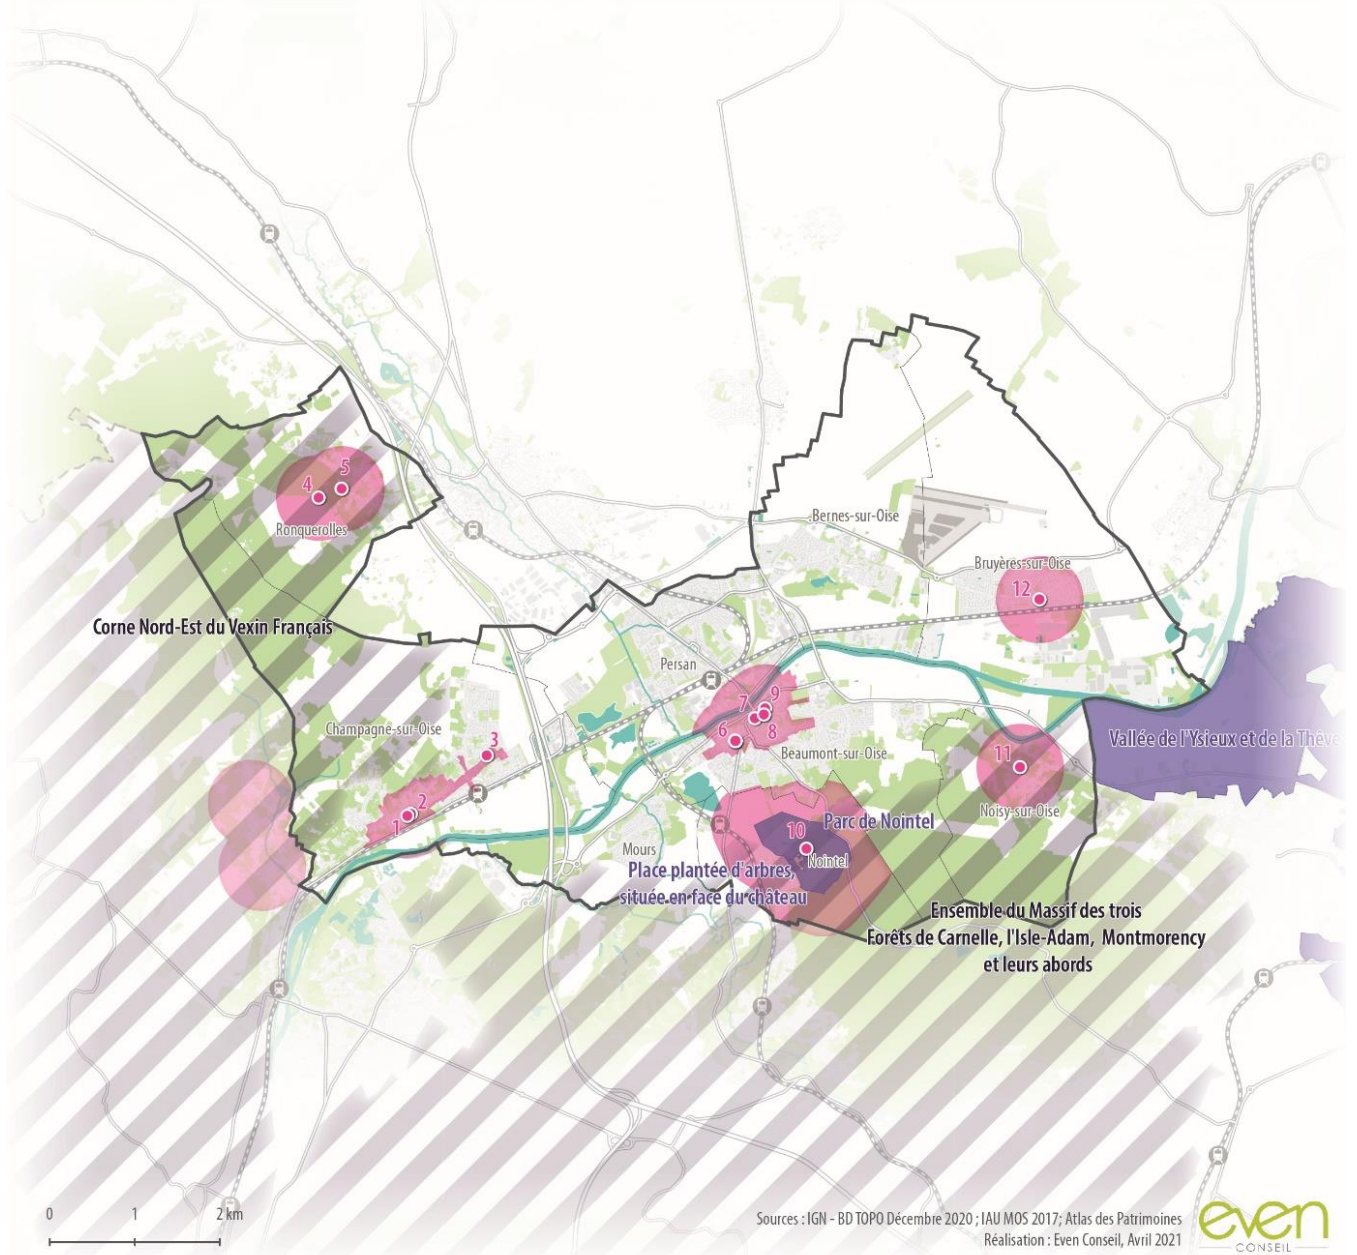 5
4
Ronquerolles
Bernes-sur-Oise
Bruyères-sur-Oise
12
Corne Nord-Est du Vexin Français
Persan
9
7
8
6
Champagne-sur-Oise
3
Beaumont-sur-Oise
Vallée de l'Ysieux et de la Thève
11
2
1
Noisy-sur-Oise
Parc de Nointel
10
Nointel
Mours
Place plantée d'arbres,
située en face du château
Ensemble du Massif des trois
Forêts de Carnelle, l'Isle-Adam, Montmorency
et leurs abords
0 1 2 km
Sources : IGN - BD TOPO Décembre 2020 ; IAU MOS 2017; Atlas des Patrimoines
Réalisation : Even Conseil, Avril 2021
even
CONSEIL